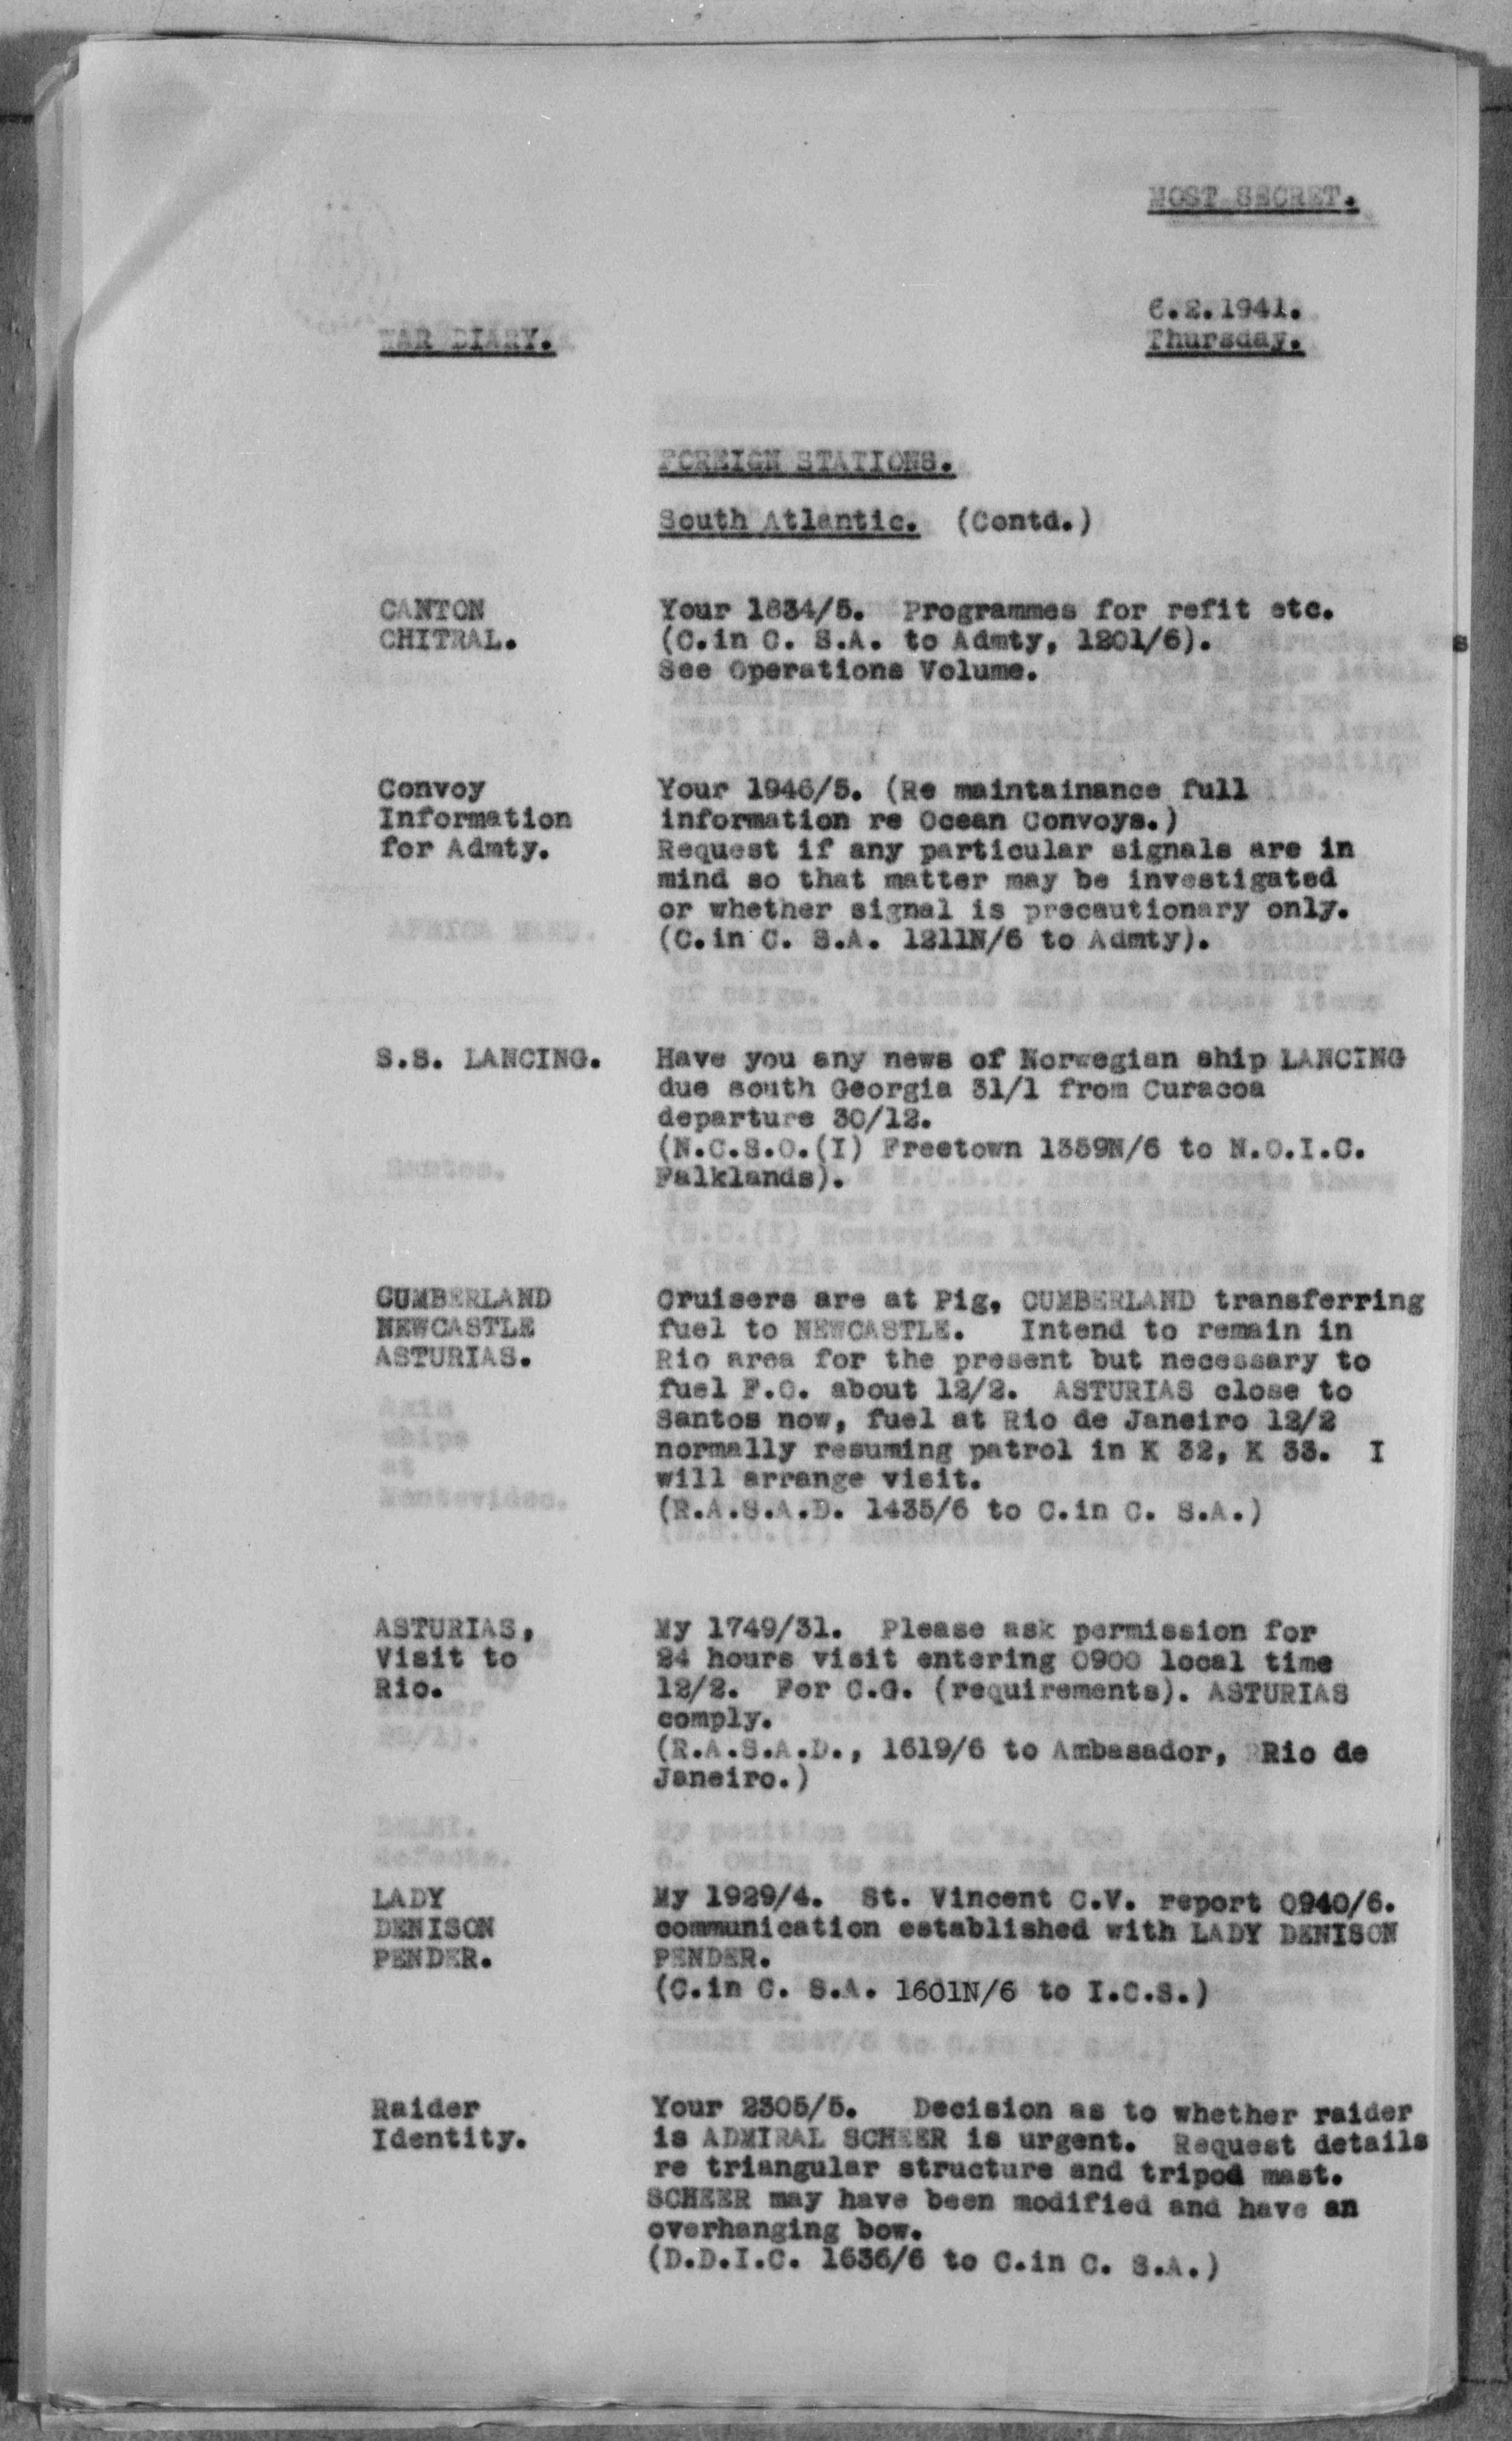 MOST SECRET.
6.2.1941.
WAR DIARY.
Thursday.
FOREIGN STATIONS.
South Atlantic. (Contd.)
CANTON
CHITRAL.
Your 1834/5. Programmes for refit etc.
(C.in C. S.A. to Admty, 1201/6).
See Operations Volume.
Convoy
Information
for Admty.
Your 1946/5. (Re maintainance full
information re Ocean Convoys.)
Request if any particular signals are in
mind so that matter may be investigated
or whether signal is precautionary only.
(C.in C. S.A. 1211N/6 to Admty).
S.S. LANCING.
Have you any news of Norwegian ship LANCING
due south Georgia 31/1 from Curacoa
departure 30/12.
(N.C.S.O.(I) Freetown 1359N/6 to N.O.I.C.
Falklands).
CUMBERLAND
NEWCASTLE
ASTURIAS.
Cruisers are at Pig, CUMBERLAND transferring
fuel to NEWCASTLE. Intend to remain in
Rio area for the present but necessary to
fuel F.O. about 12/2. ASTURIAS close to
Santos now, fuel at Rio de Janeiro 12/2
normally resuming patrol in K 32, K 33. I
will arrange visit.
(R.A.S.A.D. 1435/6 to C.in C. S.A.)
ASTURIAS,
Visit to
Rio.
My 1749/31. Please ask permission for
24 hours visit entering 0900 local time
12/2. For C.G. (requirements). ASTURIAS
comply.
(R.A.S.A.D., 1619/6 to Ambasador, Rio de
Janeiro.)
LADY
DENISON
PENDER.
My 1929/4. St. Vincent C.V. report 0940/6.
communication established with LADY DENISON
PENDER.
(C.in C. S.A. 1601N/6 to I.C.S.)
Raider
Identity.
Your 2305/5. Decision as to whether raider
is ADMIRAL SCHEER is urgent. Request details
re triangular structure and tripod mast.
SCHEER may have been modified and have an
overhanging bow.
(D.D.I.C. 1636/6 to C.in C. S.A.)